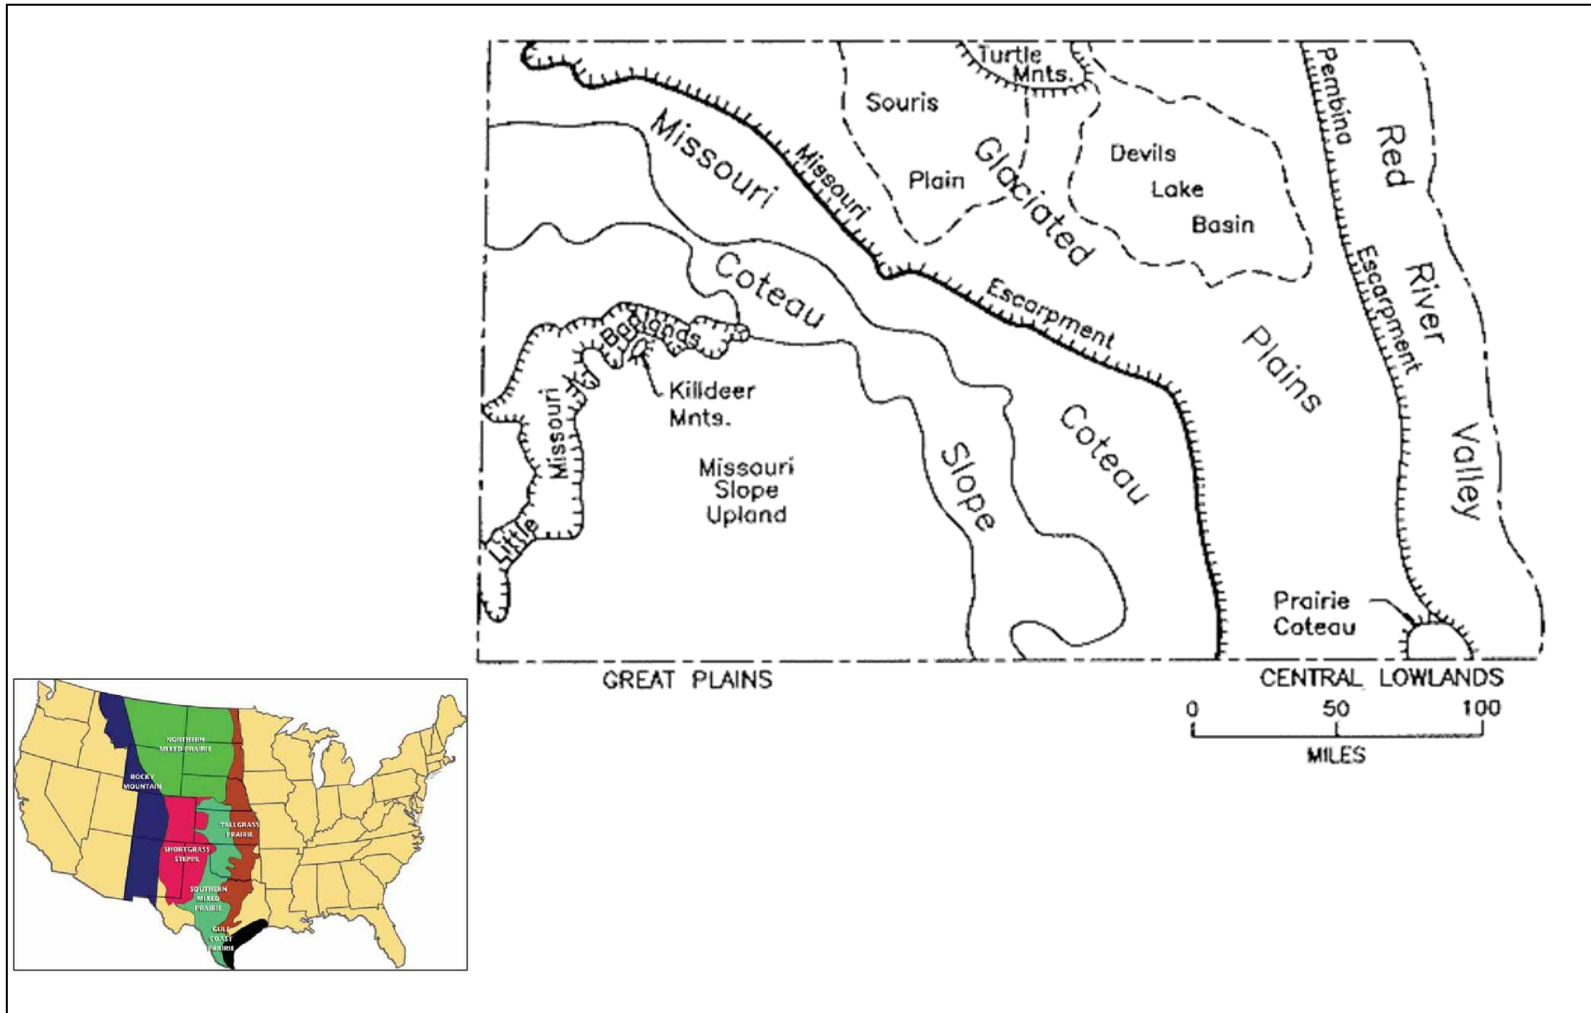 Turtle
Mnts.
Souris
Plain
Glaciated
Plains
Devils
Lake
Basin
Pembina
Escarpment
Red
River
Valley
Missouri
Coteau
Slope
Missouri
Escarpment
Coteau
Badlands
Missouri
Little
Killdeer
Mnts.
Missouri
Slope
Upland
Prairie
Coteau
GREAT PLAINS
CENTRAL LOWLANDS
0 50 100
MILES
NORTHERN
MIXED PRAIRIE
ROCKY
MOUNTAIN
TALLGRASS
PRAIRIE
SHORTGRASS
STEPPE
SOUTHERN
MIXED
PRAIRIE
GULF
COAST
PRAIRIE